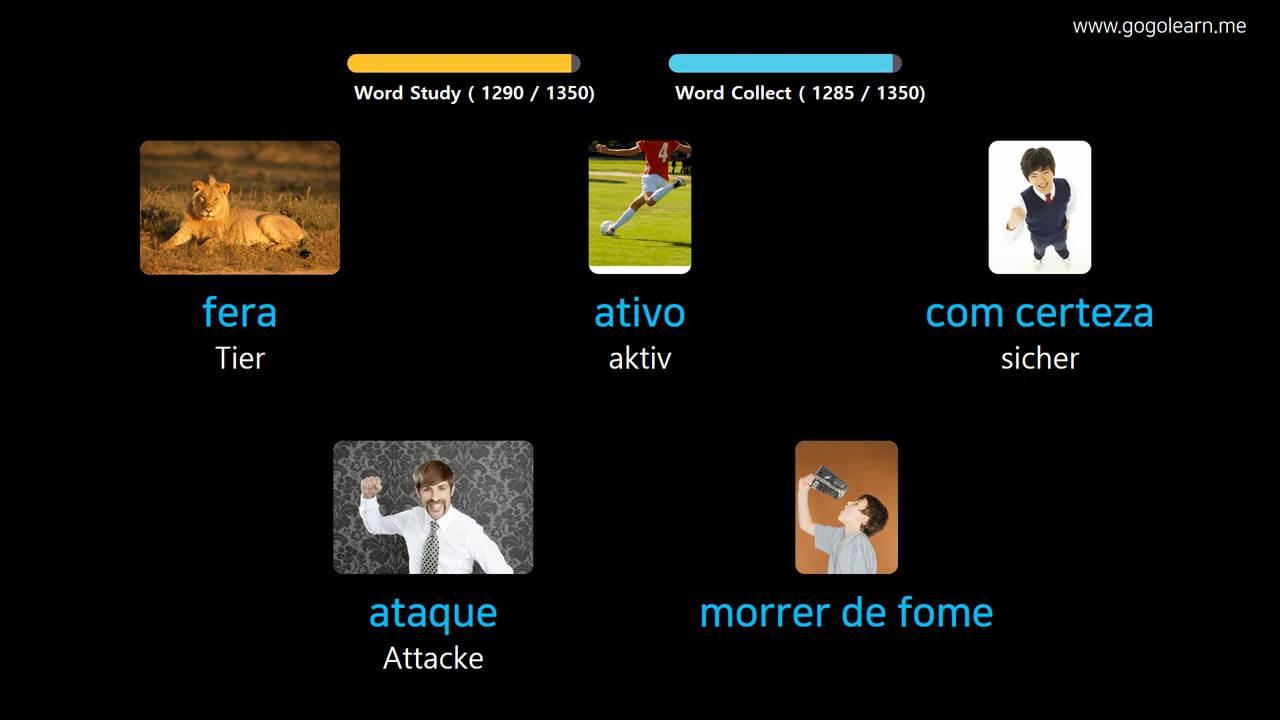 www.gogolearn.me
Word Study ( 1290 / 1350)
Word Collect ( 1285 / 1350)
4
fera
Tier
ativo
aktiv
com certeza
sicher
ataque
Attacke
morrer de fome